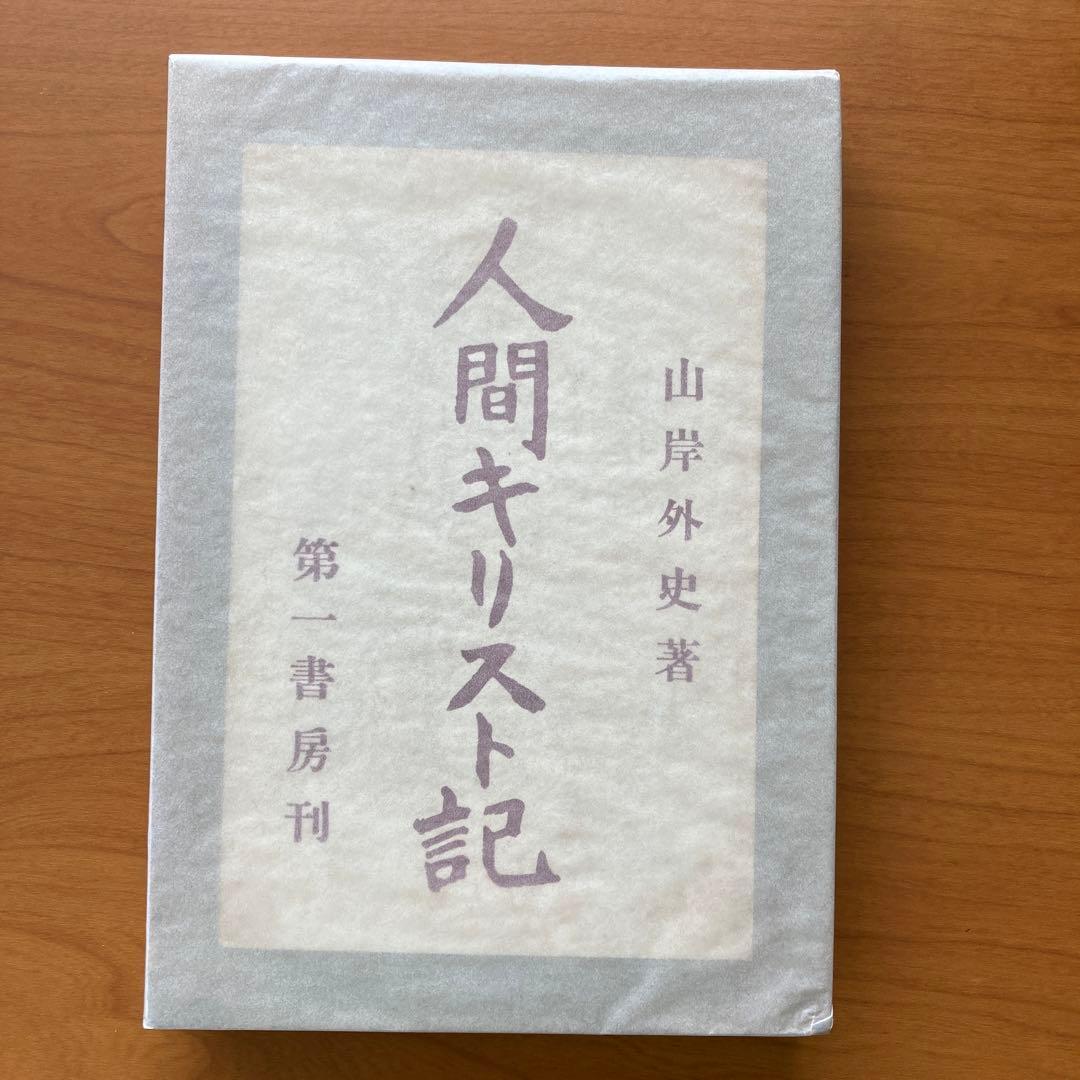 山岸外史著
人間キリスト記
第一書房刊